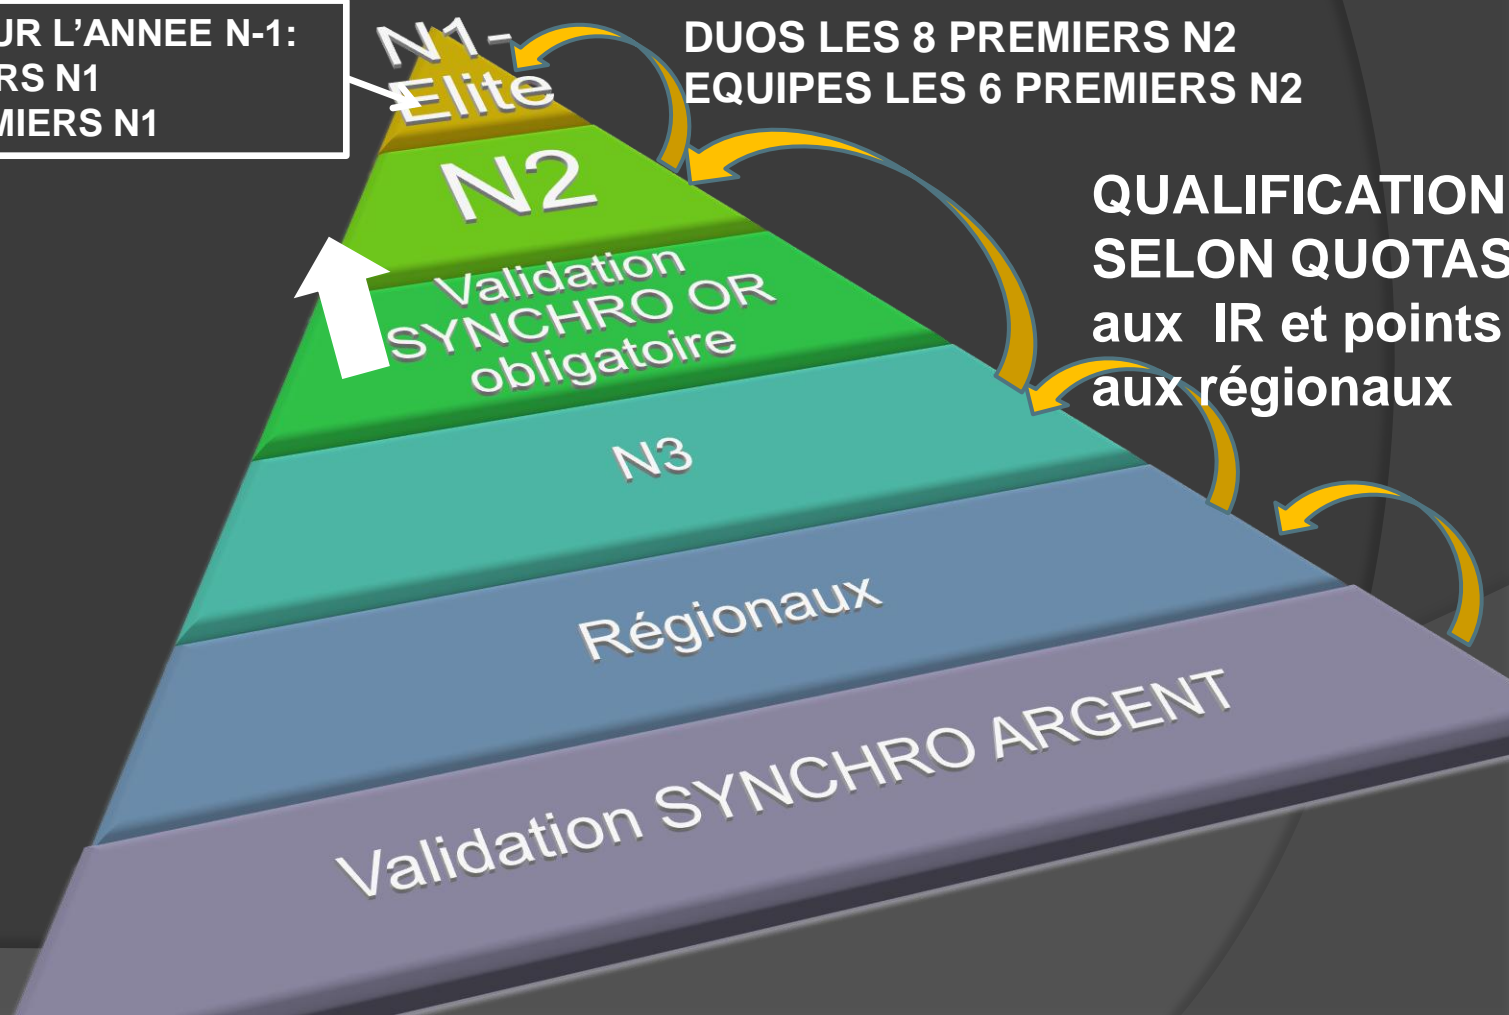 UR L’ANNEE N-1:
RS N1
MIERS N1
N1-
Elite
DUOS LES 8 PREMIERS N2
EQUIPES LES 6 PREMIERS N2
N2
QUALIFICATION
SELON QUOTAS
aux IR et points
aux régionaux
Validation
SYNCHRO OR
obligatoire
N3
Régionaux
Validation SYNCHRO ARGENT